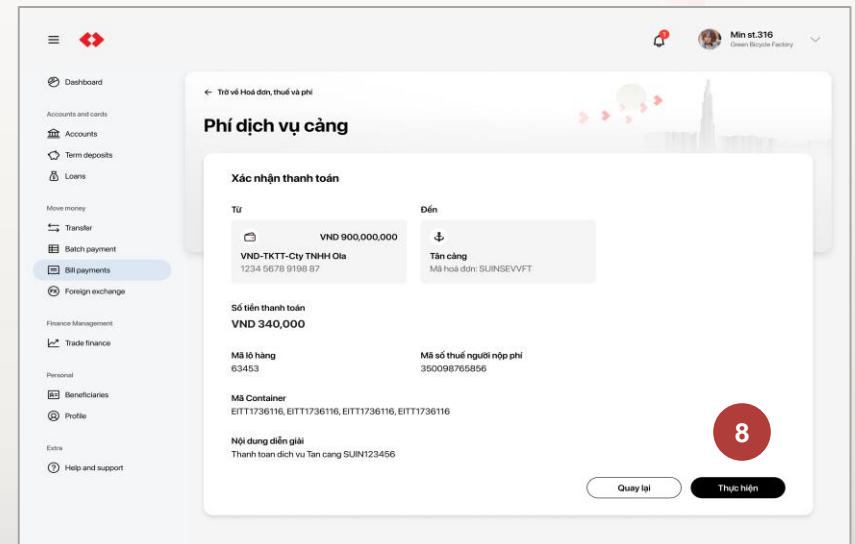 1
Min st.316
Green Bicycle Factory
Dashboard
Accounts and cards
Accounts
Term deposits
Loans
Move money
Transfer
Batch payment
Bill payments
FX
Foreign exchange
Finance Management
Trade finance
Personal
Beneficiaries
Profile
Extra
Help and support
← Trở về Hoá đơn, thuế và phí
Phí dịch vụ cảng
Xác nhận thanh toán
Từ
Đến
VND 900,000,000
VND-TKTT-Cty TNHH Ola
1234 5678 9198 87
Tân cảng
Mã hoá đơn: SUINSEVVFT
Số tiền thanh toán
VND 340,000
Mã lô hàng
63453
Mã số thuế người nộp phí
350098765856
Mã Container
EITT1736116, EITT1736116, EITT1736116, EITT1736116
Nội dung diễn giải
Thanh toan dich vu Tan cang SUIN123456
8
Quay lại
Thực hiện